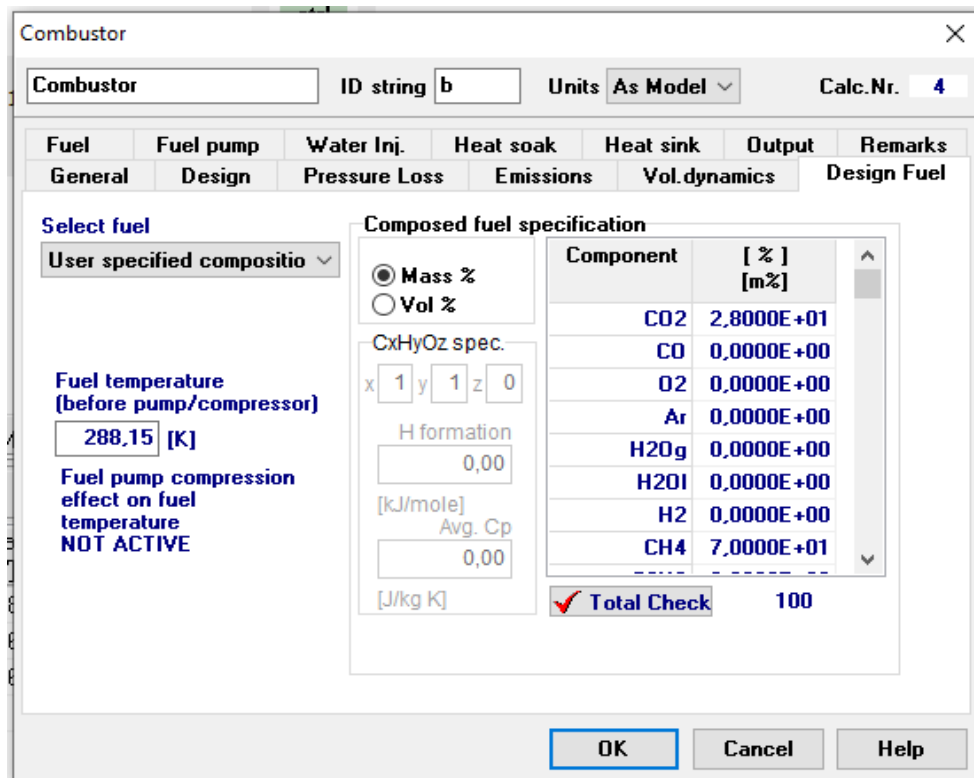 Combustor
Combustor ID string b Units As Model Calc.Nr. 4
Fuel Fuel pump Water Inj. Heat soak Heat sink Output Remarks
General Design Pressure Loss Emissions Vol.dynamics Design Fuel
Select fuel
User specified compositio
Fuel temperature
(before pump/compressor)
288,15 [K]
Fuel pump compression
effect on fuel
temperature
NOT ACTIVE
Composed fuel specification
Mass %
Vol %
CxHyOz spec.
x 1 y 1 z 0
H formation
0,00
[kJ/mole]
Avg. Cp
0,00
[J/kg K]
Component [ % ]
[m%]
CO2 2,8000E+01
CO 0,0000E+00
O2 0,0000E+00
Ar 0,0000E+00
H2Og 0,0000E+00
H2Ol 0,0000E+00
H2 0,0000E+00
CH4 7,0000E+01
Total Check 100
OK Cancel Help